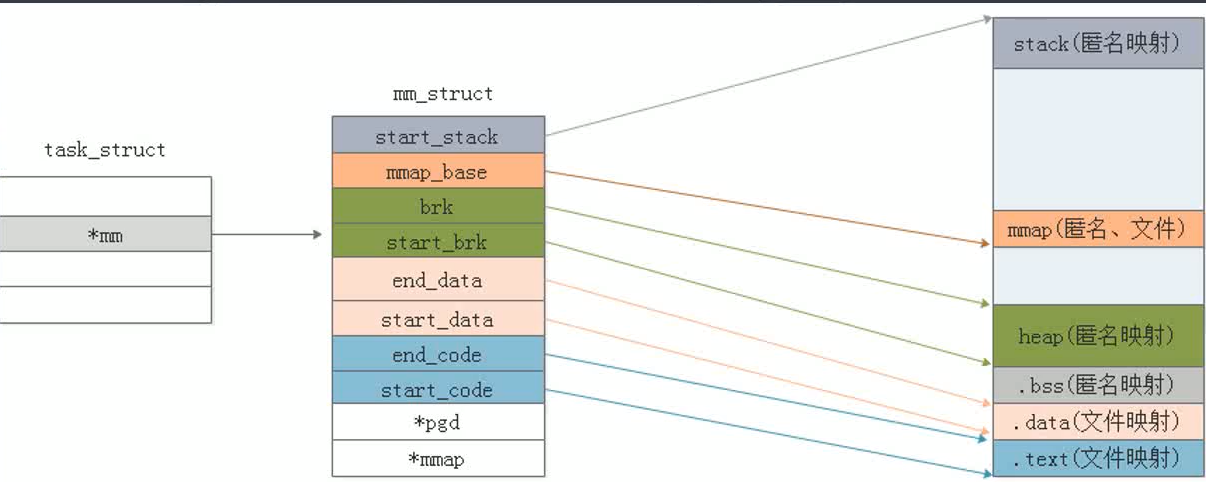 task_struct
*mm
mm_struct
start_stack
mmap_base
brk
start_brk
end_data
start_data
end_code
start_code
*pgd
*mmap
stack(匿名映射)
mmap(匿名、文件)
heap(匿名映射)
.bss(匿名映射)
.data(文件映射)
.text(文件映射)